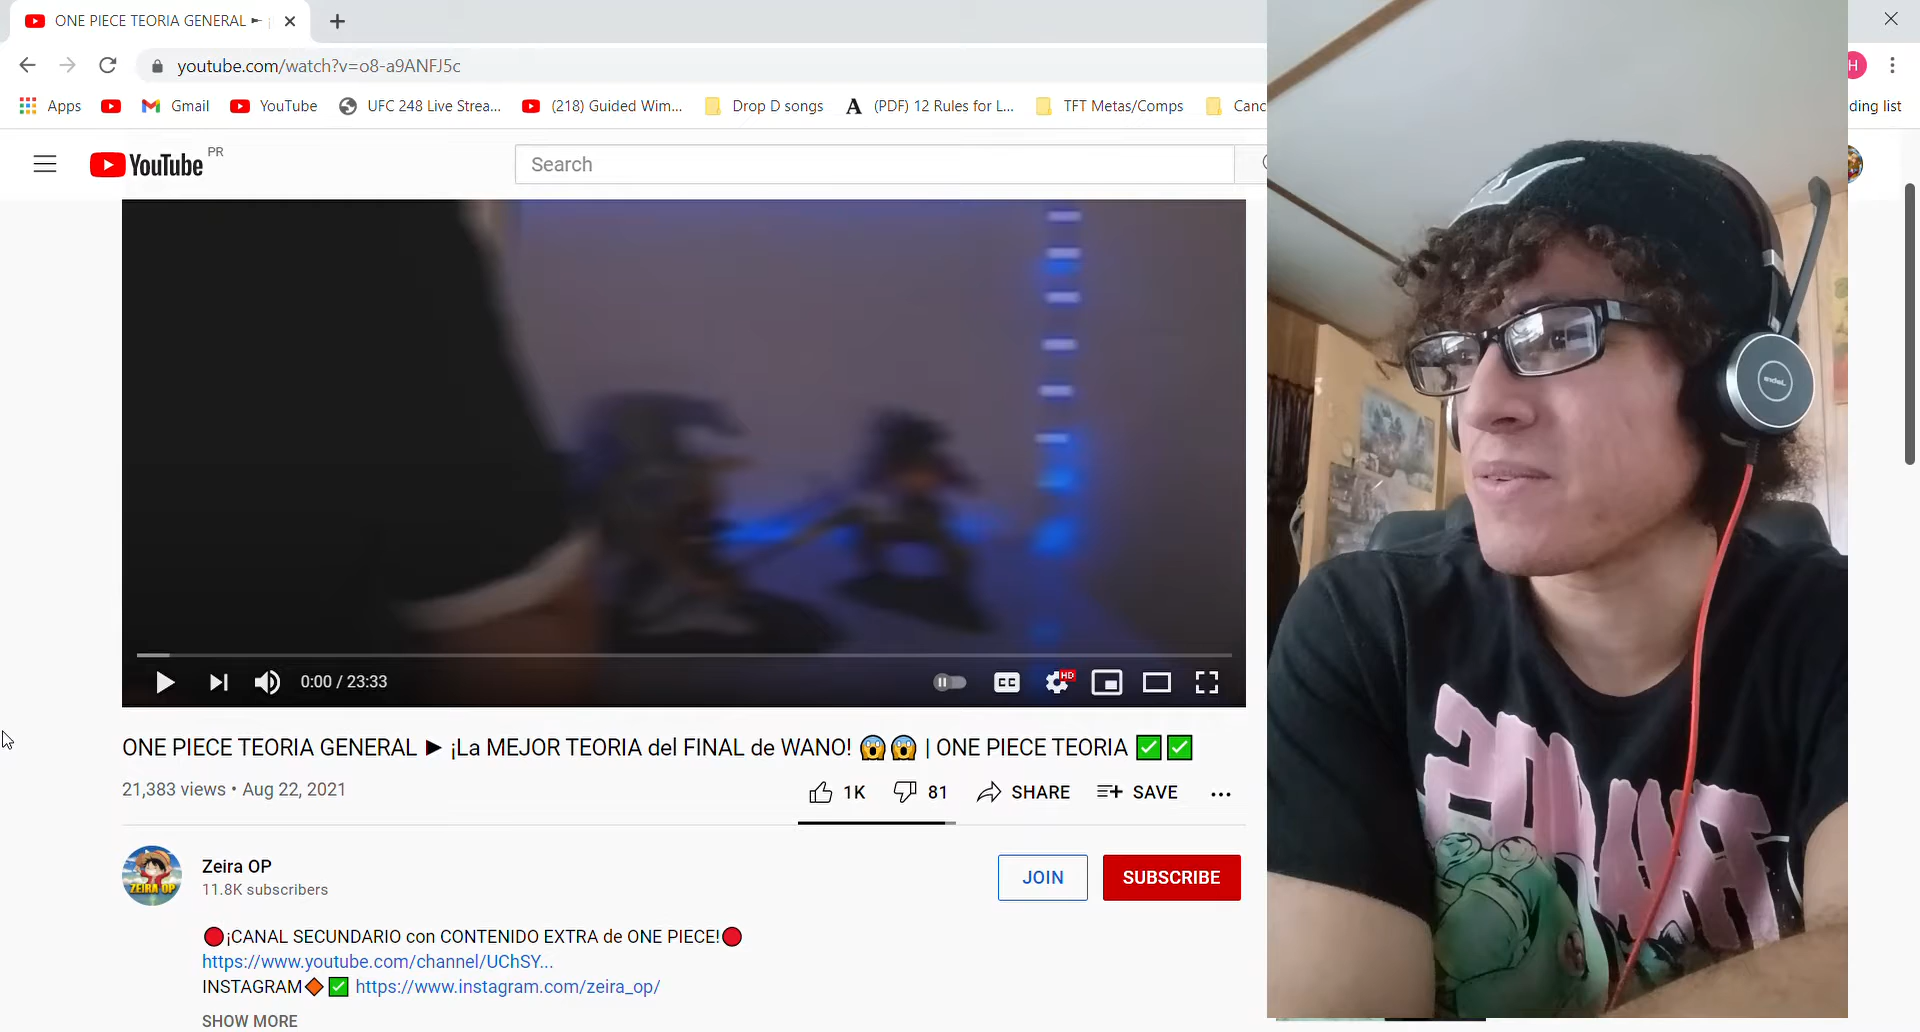 ONE PIECE TEORIA GENERAL ►
youtube.com/watch?v=o8-a9ANFJ5c
H
Apps
Gmail
YouTube
UFC 248 Live Strea...
(218) Guided Wim...
Drop D songs
A (PDF) 12 Rules for L...
TFT Metas/Comps
Canc
ding list
YouTube PR
Search
0:00 / 23:33
CC
HD
ONE PIECE TEORIA GENERAL ► ¡La MEJOR TEORIA del FINAL de WANO! 😱😱 | ONE PIECE TEORIA ✅✅
21,383 views • Aug 22, 2021
1K
81
SHARE
SAVE
ZEIRA OP
Zeira OP
11.8K subscribers
JOIN
SUBSCRIBE
🔴¡CANAL SECUNDARIO con CONTENIDO EXTRA de ONE PIECE!🔴
https://www.youtube.com/channel/UChSY...
INSTAGRAM🔶✅ https://www.instagram.com/zeira_op/
SHOW MORE